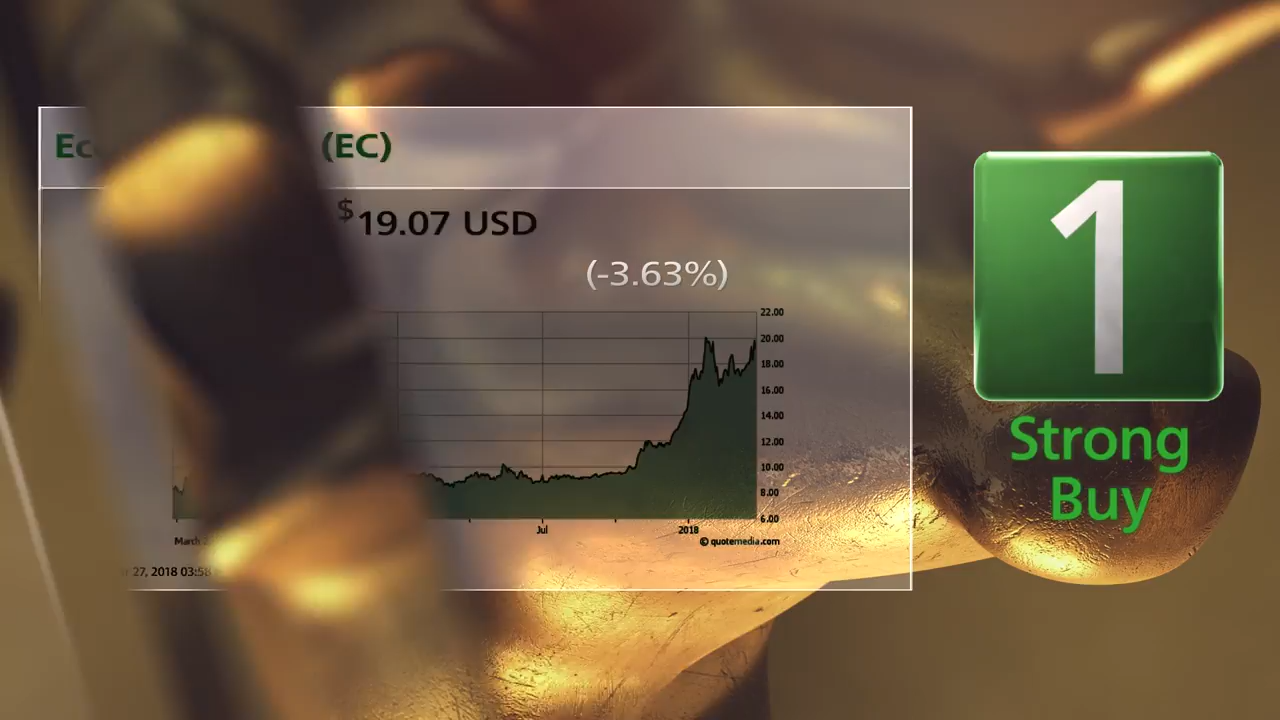 (EC)
$19.07 USD
(-3.63%)
22.00
20.00
18.00
16.00
14.00
12.00
10.00
8.00
6.00
March Jul 2018
© quotemedia.com
27, 2018 03:58
1
Strong
Buy